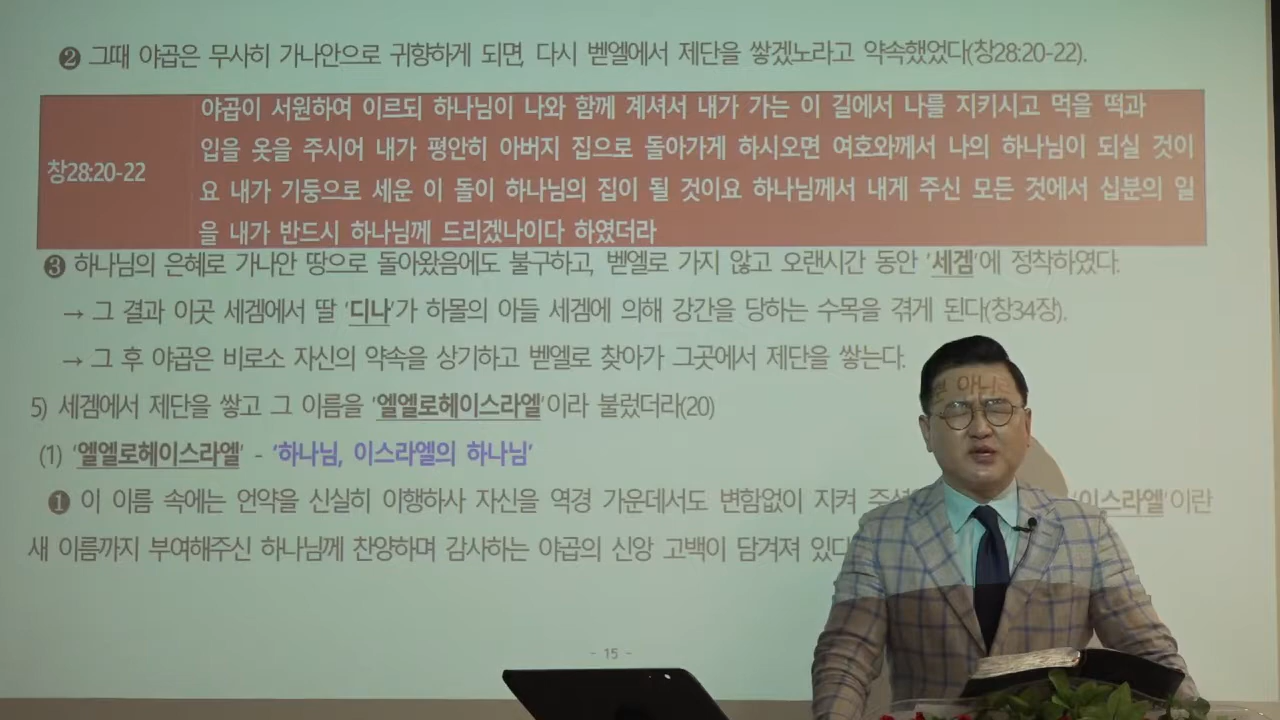 ❷ 그때 야곱은 무사히 가나안으로 귀향하게 되면, 다시 벧엘에서 제단을 쌓겠노라고 약속했었다(창28:20-22).
창28:20-22
야곱이 서원하여 이르되 하나님이 나와 함께 계셔서 내가 가는 이 길에서 나를 지키시고 먹을 떡과
입을 옷을 주시어 내가 평안히 아버지 집으로 돌아가게 하시오면 여호와께서 나의 하나님이 되실 것이
요 내가 기둥으로 세운 이 돌이 하나님의 집이 될 것이요 하나님께서 내게 주신 모든 것에서 십분의 일
을 내가 반드시 하나님께 드리겠나이다 하였더라
❸ 하나님의 은혜로 가나안 땅으로 돌아왔음에도 불구하고, 벧엘로 가지 않고 오랜시간 동안 '세겜'에 정착하였다.
→ 그 결과 이곳 세겜에서 딸 '디나'가 하몰의 아들 세겜에 의해 강간을 당하는 수목을 겪게 된다(창34장).
→ 그 후 야곱은 비로소 자신의 약속을 상기하고 벧엘로 찾아가 그곳에서 제단을 쌓는다.
5) 세겜에서 제단을 쌓고 그 이름을 '엘엘로헤이스라엘'이라 불렀더라(20)
(1) '엘엘로헤이스라엘' - '하나님, 이스라엘의 하나님'
❶ 이 이름 속에는 언약을 신실히 이행하사 자신을 역경 가운데서도 변함없이 지켜 '이스라엘'이란
새 이름까지 부여해주신 하나님께 찬양하며 감사하는 야곱의 신앙 고백이 담겨져 있다
- 15 -
아니